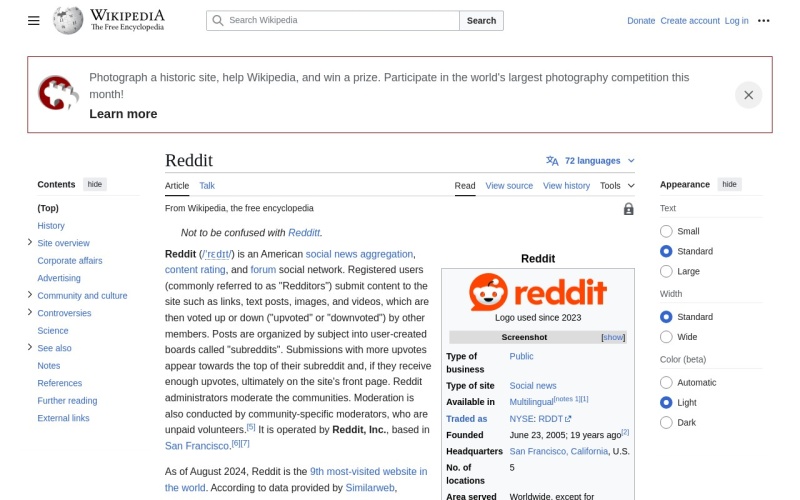 WIKIPEDIA
The Free Encyclopedia
Search Wikipedia
Search
Donate Create account Log in
Photograph a historic site, help Wikipedia, and win a prize. Participate in the world's largest photography competition this
month!
Learn more
Contents hide
(Top)
History
Site overview
Corporate affairs
Advertising
Community and culture
Controversies
Science
See also
Notes
References
Further reading
External links
Reddit
72 languages
Article Talk
Read View source View history Tools
From Wikipedia, the free encyclopedia
Not to be confused with Reditt.
Reddit (/ˈrɛdɪt/) is an American social news aggregation,
content rating, and forum social network. Registered users
(commonly referred to as "Redditors") submit content to the
site such as links, text posts, images, and videos, which are
then voted up or down ("upvoted" or "downvoted") by other
members. Posts are organized by subject into user-created
boards called "subreddits". Submissions with more upvotes
appear towards the top of their subreddit and, if they receive
enough upvotes, ultimately on the site's front page. Reddit
administrators moderate the communities. Moderation is
also conducted by community-specific moderators, who are
unpaid volunteers.[5] It is operated by Reddit, Inc., based in
San Francisco.[6][7]
As of August 2024, Reddit is the 9th most-visited website in
the world. According to data provided by Similarweb,
Reddit
reddit
Logo used since 2023
Screenshot [show]
Type of
business
Public
Type of site Social news
Available in Multilingual[notes 1][1]
Traded as NYSE: RDDT
Founded June 23, 2005; 19 years ago[2]
Headquarters San Francisco, California, U.S.
No. of
locations
5
Area served Worldwide, except for
Appearance hide
Text
Small
Standard
Large
Width
Standard
Wide
Color (beta)
Automatic
Light
Dark